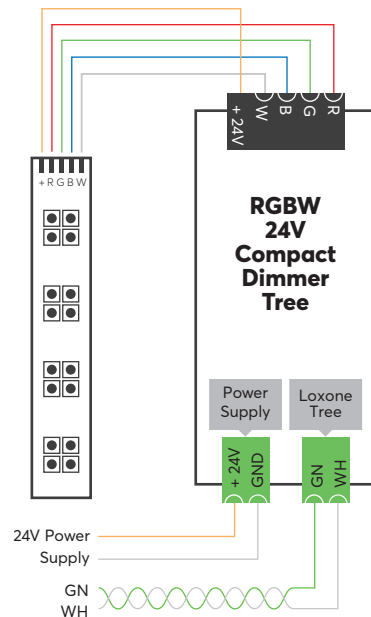 + 24V
W
B
G
R
+RGBW
RGBW
24V
Compact
Dimmer
Tree
Power
Supply
Loxone
Tree
+ 24V
GND
GN
WH
24V Power
Supply
GN
WH